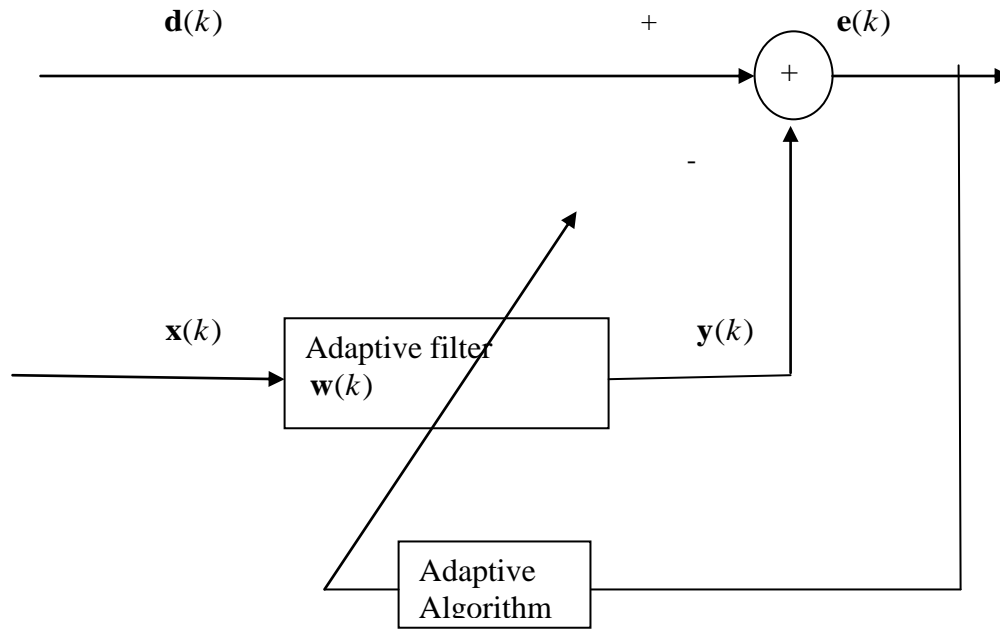 d(k)
+
e(k)
+
-
x(k)
Adaptive filter
w(k)
y(k)
Adaptive
Algorithm